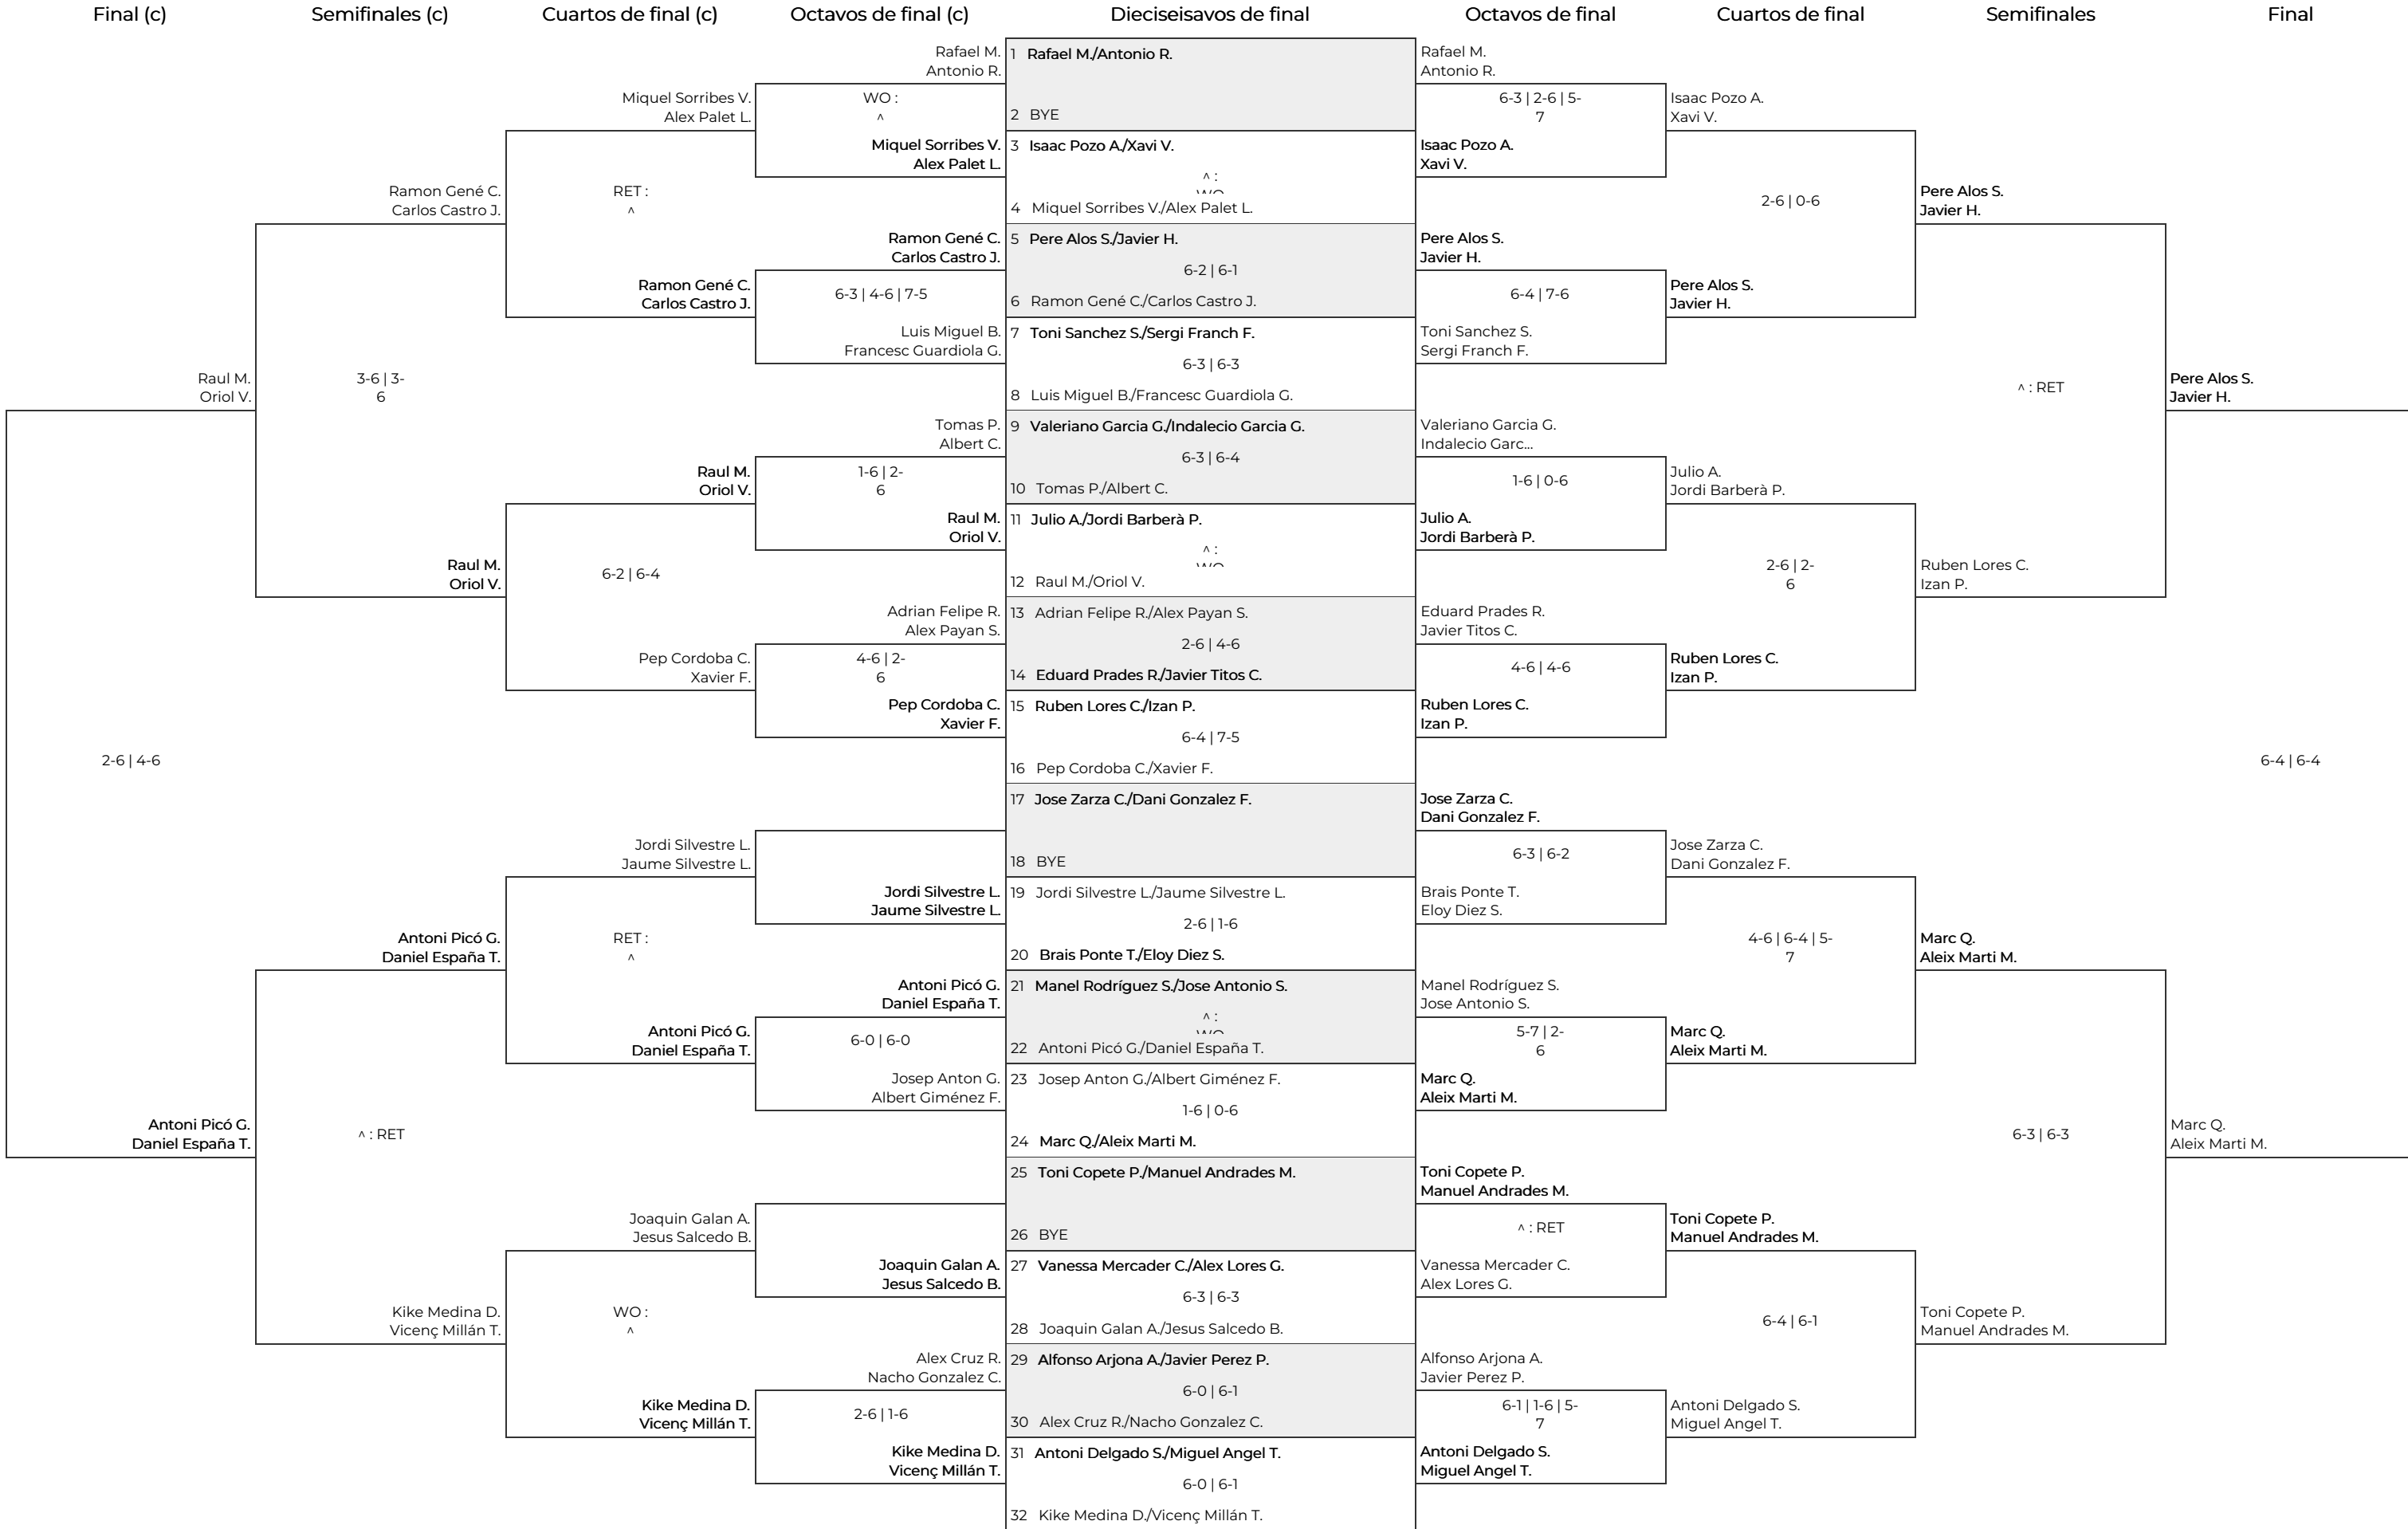 Final (c)
Semifinales (c)
Cuartos de final (c)
Octavos de final (c)
Dieciseisavos de final
Octavos de final
Cuartos de final
Semifinales
Final
Raul M.
Oriol V.
2-6 | 4-6
Antoni Picó G.
Daniel España T.
Ramon Gené C.
Carlos Castro J.
3-6 | 3-
6
Raul M.
Oriol V.
Antoni Picó G.
Daniel España T.
^ : RET
Kike Medina D.
Vicenç Millán T.
Miquel Sorribes V.
Alex Palet L.
RET :
^
Ramon Gené C.
Carlos Castro J.
Raul M.
Oriol V.
6-2 | 6-4
Pep Cordoba C.
Xavier F.
Jordi Silvestre L.
Jaume Silvestre L.
RET :
^
Antoni Picó G.
Daniel España T.
Joaquin Galan A.
Jesus Salcedo B.
WO :
^
Kike Medina D.
Vicenç Millán T.
Rafael M.
Antonio R.
WO :
^
Miquel Sorribes V.
Alex Palet L.
Ramon Gené C.
Carlos Castro J.
6-3 | 4-6 | 7-5
Luis Miguel B.
Francesc Guardiola G.
Tomas P.
Albert C.
1-6 | 2-
6
Raul M.
Oriol V.
Adrian Felipe R.
Alex Payan S.
4-6 | 2-
6
Pep Cordoba C.
Xavier F.
Jordi Silvestre L.
Jaume Silvestre L.
Antoni Picó G.
Daniel España T.
6-0 | 6-0
Josep Anton G.
Albert Giménez F.
Joaquin Galan A.
Jesus Salcedo B.
Alex Cruz R.
Nacho Gonzalez C.
2-6 | 1-6
Kike Medina D.
Vicenç Millán T.
1 Rafael M./Antonio R.
2 BYE
3 Isaac Pozo A./Xavi V.
^ :
WO
4 Miquel Sorribes V./Alex Palet L.
5 Pere Alos S./Javier H.
6-2 | 6-1
6 Ramon Gené C./Carlos Castro J.
7 Toni Sanchez S./Sergi Franch F.
6-3 | 6-3
8 Luis Miguel B./Francesc Guardiola G.
9 Valeriano Garcia G./Indalecio Garcia G.
6-3 | 6-4
10 Tomas P./Albert C.
11 Julio A./Jordi Barberà P.
^ :
WO
12 Raul M./Oriol V.
13 Adrian Felipe R./Alex Payan S.
2-6 | 4-6
14 Eduard Prades R./Javier Titos C.
15 Ruben Lores C./Izan P.
6-4 | 7-5
16 Pep Cordoba C./Xavier F.
17 Jose Zarza C./Dani Gonzalez F.
18 BYE
19 Jordi Silvestre L./Jaume Silvestre L.
2-6 | 1-6
20 Brais Ponte T./Eloy Diez S.
21 Manel Rodríguez S./Jose Antonio S.
^ :
WO
22 Antoni Picó G./Daniel España T.
23 Josep Anton G./Albert Giménez F.
1-6 | 0-6
24 Marc Q./Aleix Marti M.
25 Toni Copete P./Manuel Andrades M.
26 BYE
27 Vanessa Mercader C./Alex Lores G.
6-3 | 6-3
28 Joaquin Galan A./Jesus Salcedo B.
29 Alfonso Arjona A./Javier Perez P.
6-0 | 6-1
30 Alex Cruz R./Nacho Gonzalez C.
31 Antoni Delgado S./Miguel Angel T.
6-0 | 6-1
32 Kike Medina D./Vicenç Millán T.
Rafael M.
Antonio R.
6-3 | 2-6 | 5-
7
Isaac Pozo A.
Xavi V.
Pere Alos S.
Javier H.
6-4 | 7-6
Toni Sanchez S.
Sergi Franch F.
Valeriano Garcia G.
Indalecio Garc...
1-6 | 0-6
Julio A.
Jordi Barberà P.
Eduard Prades R.
Javier Titos C.
4-6 | 4-6
Ruben Lores C.
Izan P.
Jose Zarza C.
Dani Gonzalez F.
6-3 | 6-2
Brais Ponte T.
Eloy Diez S.
Manel Rodríguez S.
Jose Antonio S.
5-7 | 2-
6
Marc Q.
Aleix Marti M.
Toni Copete P.
Manuel Andrades M.
^ : RET
Vanessa Mercader C.
Alex Lores G.
Alfonso Arjona A.
Javier Perez P.
6-1 | 1-6 | 5-
7
Antoni Delgado S.
Miguel Angel T.
Isaac Pozo A.
Xavi V.
2-6 | 0-6
Pere Alos S.
Javier H.
Julio A.
Jordi Barberà P.
2-6 | 2-
6
Ruben Lores C.
Izan P.
Jose Zarza C.
Dani Gonzalez F.
4-6 | 6-4 | 5-
7
Marc Q.
Aleix Marti M.
Toni Copete P.
Manuel Andrades M.
6-4 | 6-1
Antoni Delgado S.
Miguel Angel T.
Pere Alos S.
Javier H.
^ : RET
Ruben Lores C.
Izan P.
Marc Q.
Aleix Marti M.
6-3 | 6-3
Toni Copete P.
Manuel Andrades M.
Pere Alos S.
Javier H.
6-4 | 6-4
Marc Q.
Aleix Marti M.